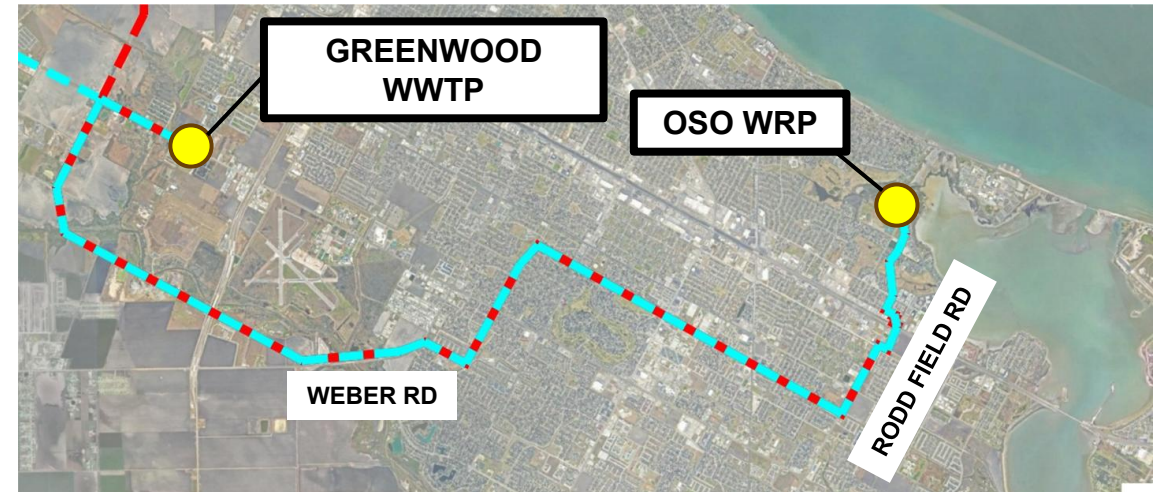 GREENWOOD
WWTP
OSO WRP
WEBER RD
RODD FIELD RD